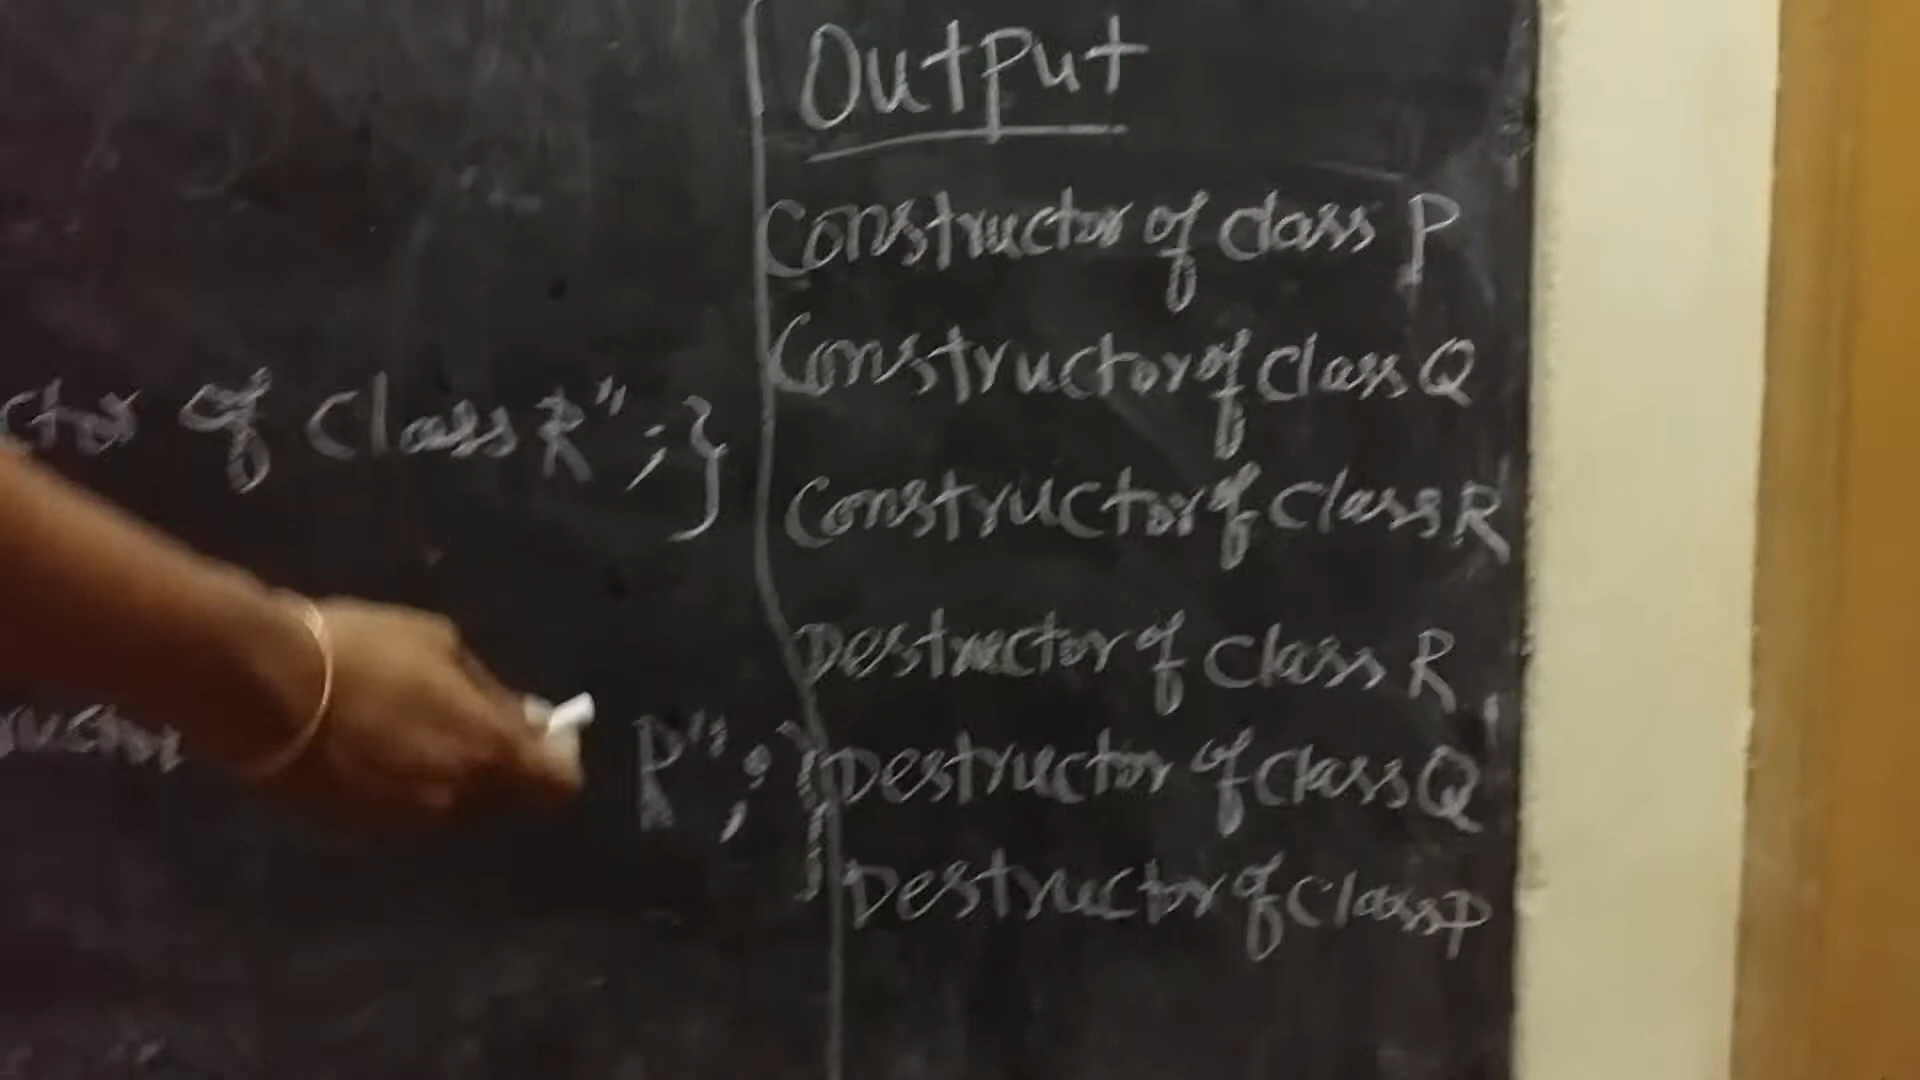 Output
Constructor of class P
Constructor of class Q
of Class R" ; }
Constructor of class R
Destructor of class R
R" ; }
Destructor of class Q
Destructor of class P